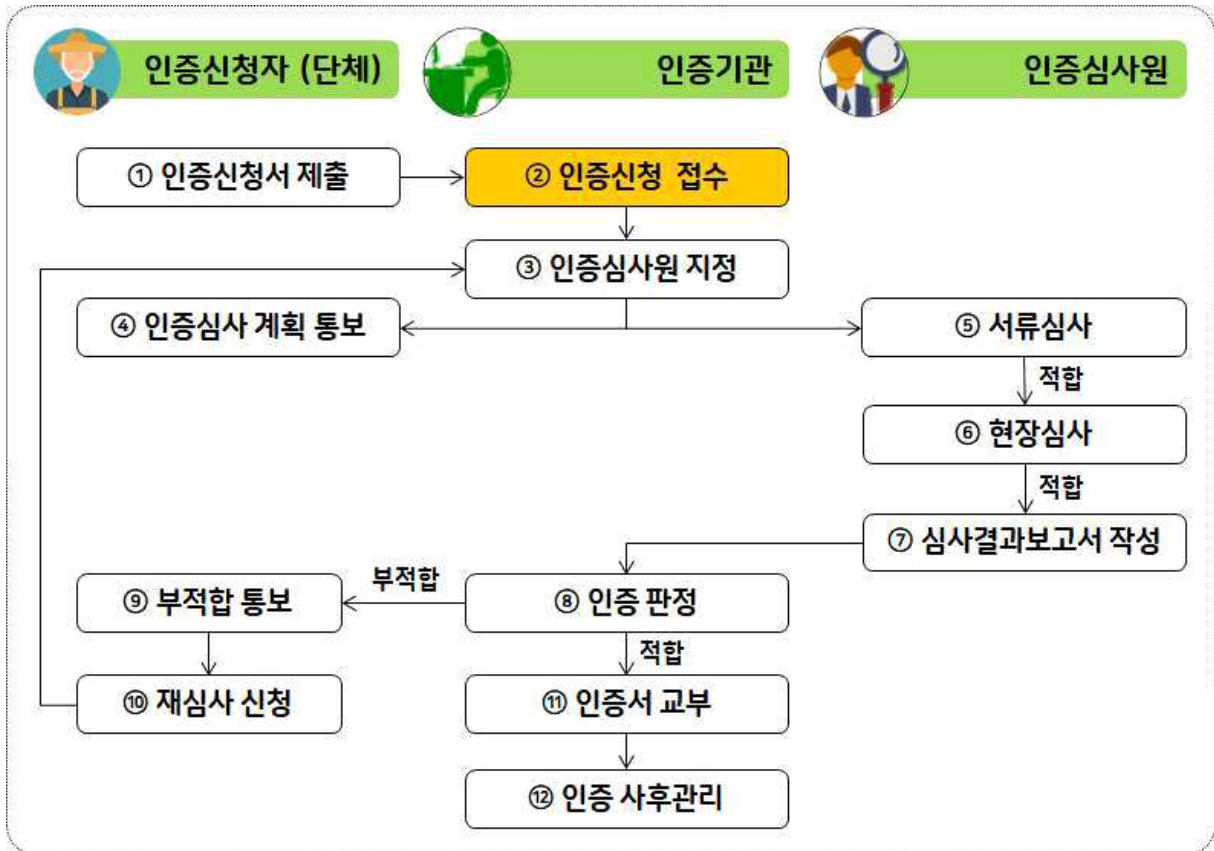 인증신청자 (단체)
인증기관
인증심사원
① 인증신청서 제출
② 인증신청 접수
③ 인증심사원 지정
④ 인증심사 계획 통보
⑤ 서류심사
적합
⑥ 현장심사
적합
⑦ 심사결과보고서 작성
⑧ 인증 판정
부적합
⑨ 부적합 통보
적합
⑩ 재심사 신청
⑪ 인증서 교부
⑫ 인증 사후관리